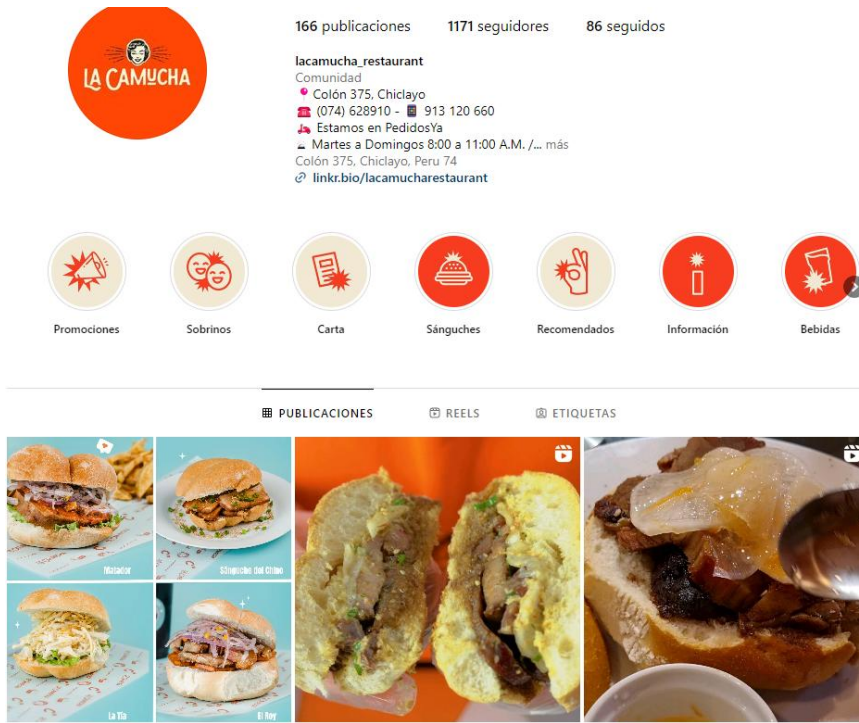 166 publicaciones 1171 seguidores 86 seguidos
LA CAMUCHA
lacamucha_restaurant
Comunidad
Colón 375, Chiclayo
(074) 628910 - 913 120 660
Estamos en PedidosYa
Martes a Domingos 8:00 a 11:00 A.M. /... más
Colón 375, Chiclayo, Peru 74
linkr.bio/lacamucharestaurant
Promociones Sobrinos Carta Sánguches Recomendados Información Bebidas
PUBLICACIONES REELS ETIQUETAS
Matador Sánguche del Chino
La Tía El Rey